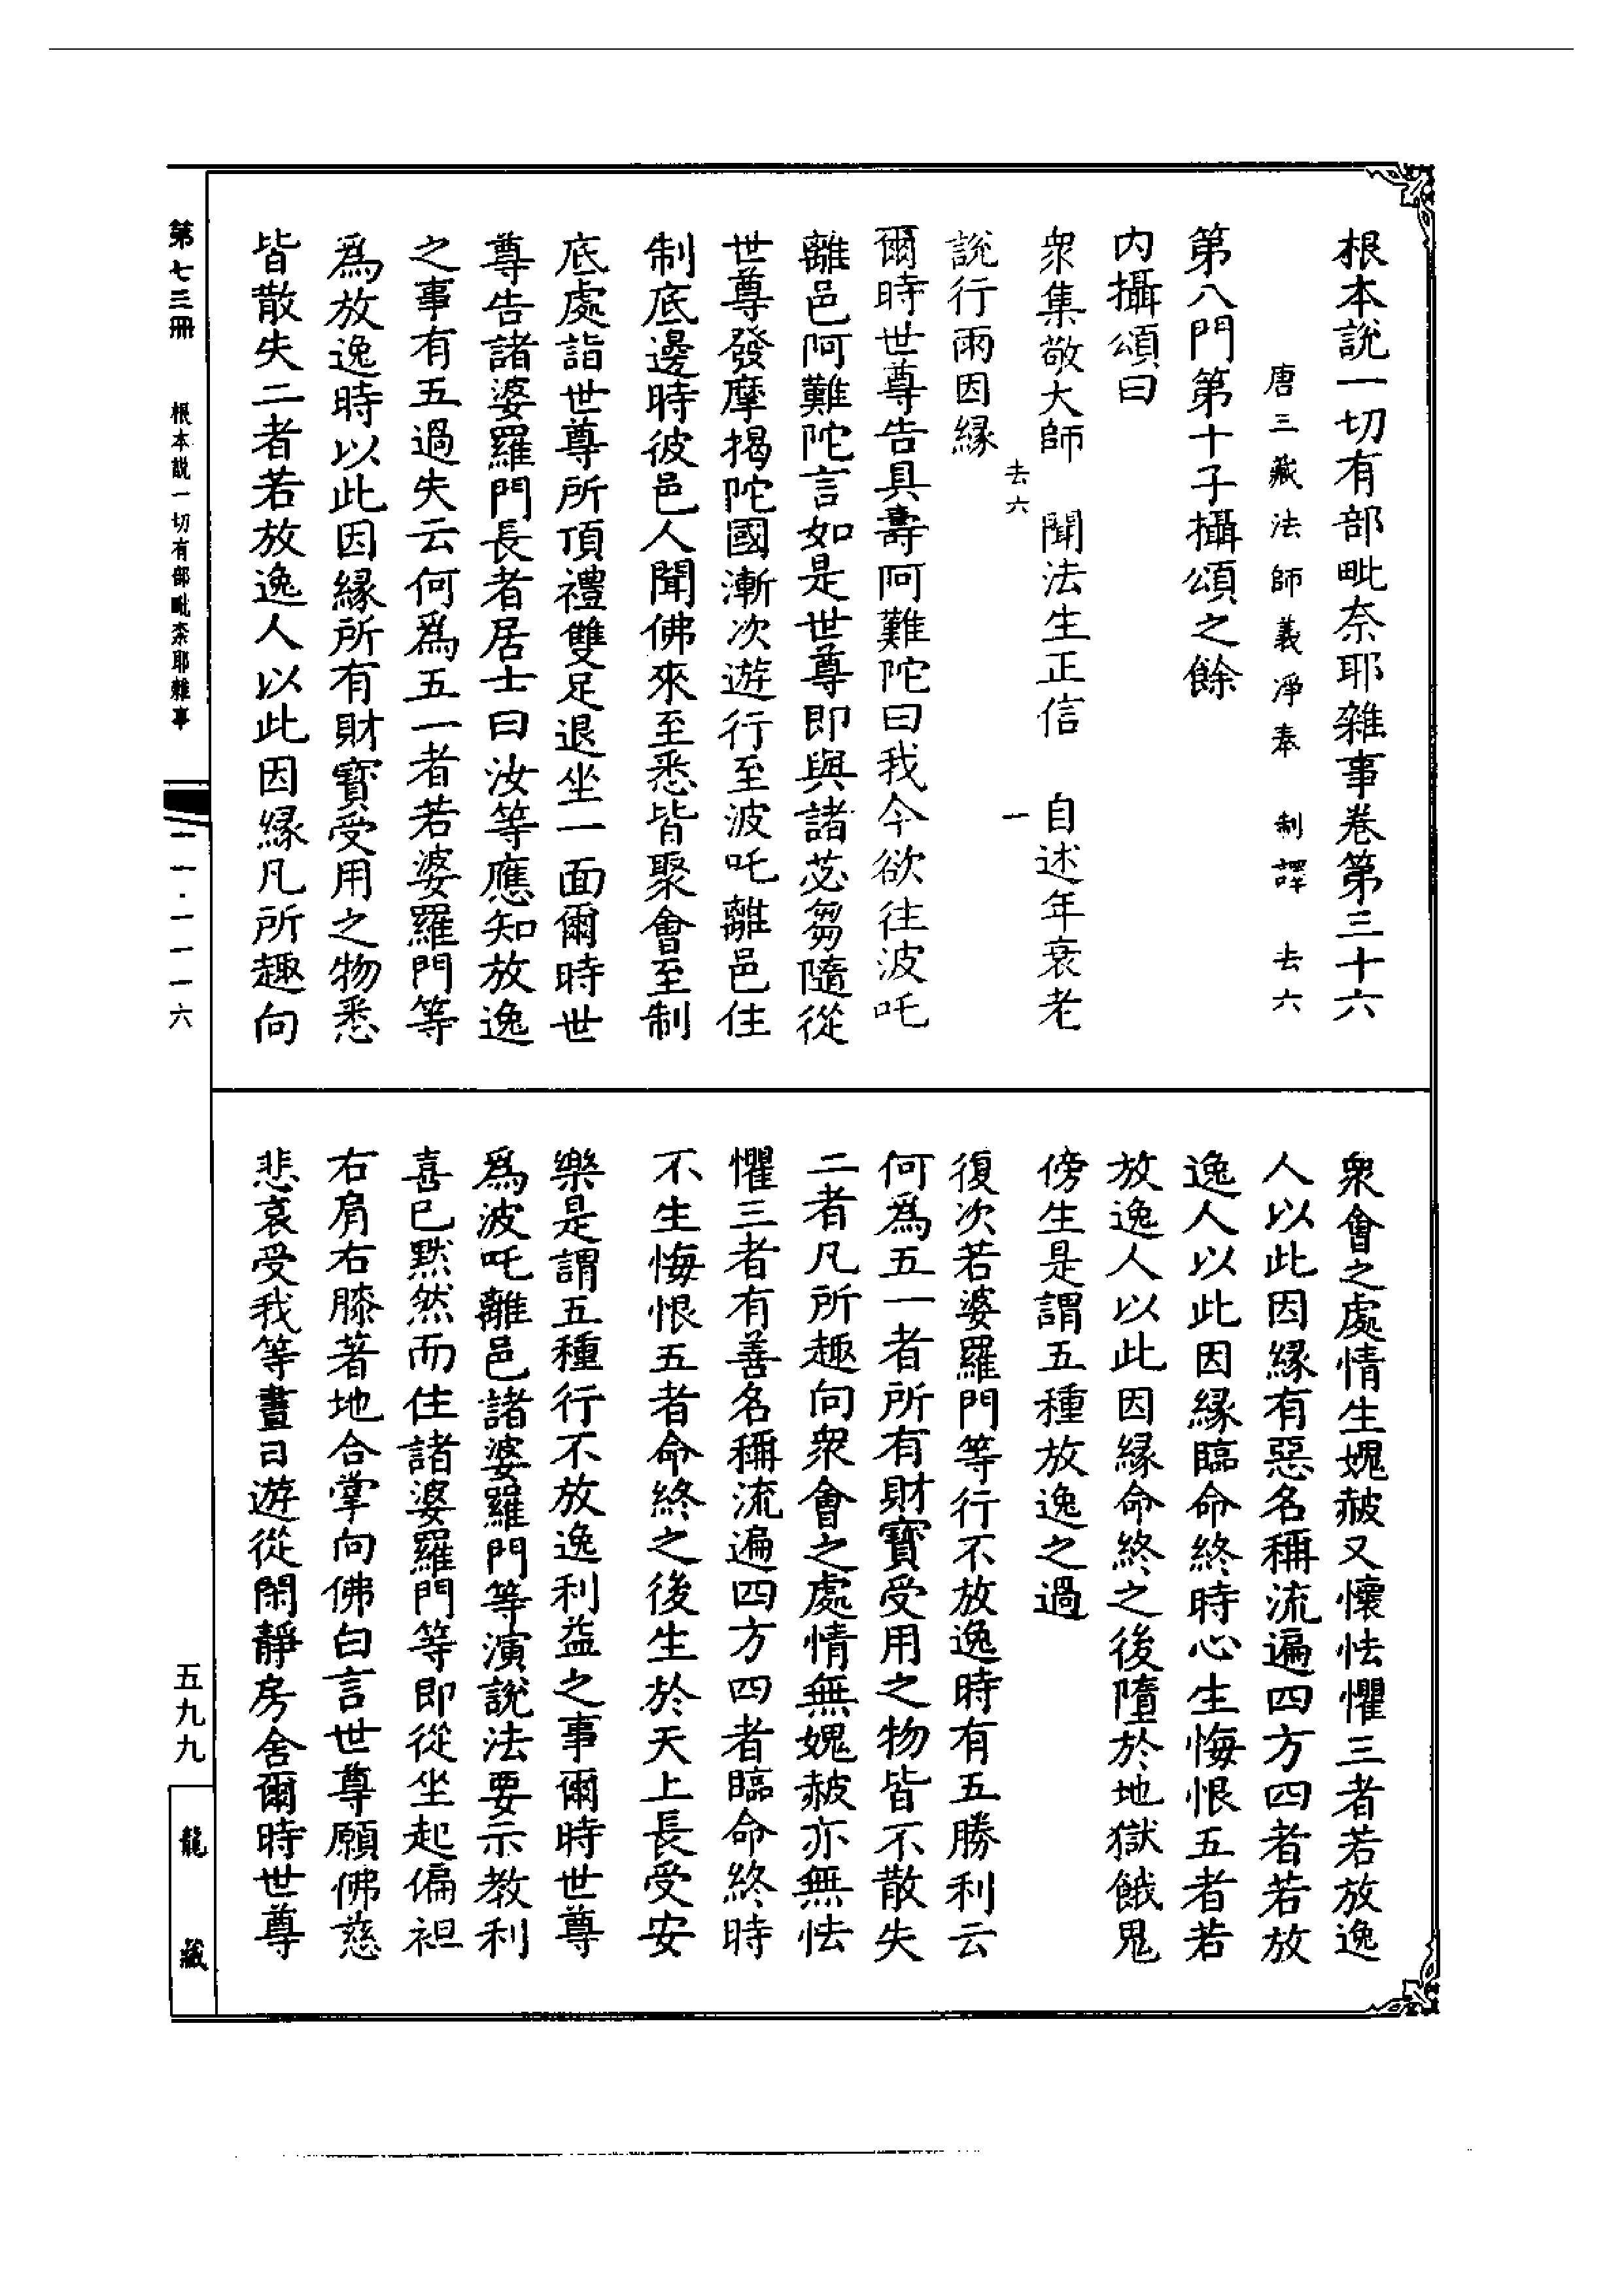 根本說一切有部毗奈耶雜事卷第三十六
唐三藏法師義淨奉 制譯 去六
第八門第十子攝頌之餘
內攝頌曰
衆集敬大師 聞法生正信 自述年衰老
去六 一
說行雨因緣
爾時世尊告具壽阿難陀曰我今欲往波吒
離邑阿難陀言如是世尊即與諸苾芻隨從
世尊發摩揭陀國漸次遊行至波吒離邑住
制底邊時彼邑人聞佛來至悉皆聚會至制
底處詣世尊所頂禮雙足退坐一面爾時世
尊告諸婆羅門長者居士曰汝等應知放逸
之事有五過失云何爲五一者若婆羅門等
爲放逸時以此因緣所有財寶受用之物悉
皆散失二者若放逸人以此因緣凡所趣向
衆會之處情生媿赧又懷怯懼三者若放逸
人以此因緣有惡名稱流遍四方四者若放
逸人以此因緣臨命終時心生悔恨五者若
放逸人以此因緣命終之後墮於地獄餓鬼
傍生是謂五種放逸之過
復次若婆羅門等行不放逸時有五勝利云
何爲五一者所有財寶受用之物皆不散失
二者凡所趣向衆會之處情無媿赧亦無怯
懼三者有善名稱流遍四方四者臨命終時
不生悔恨五者命終之後生於天上長受安
樂是謂五種行不放逸利益之事爾時世尊
爲波吒離邑諸婆羅門等演說法要示教利
喜已默然而住諸婆羅門等即從坐起偏袒
右肩右膝著地合掌向佛白言世尊願佛慈
悲哀受我等晝日遊從閑靜房舍爾時世尊
第七三冊 根本說一切有部毗奈耶雜事 一一·一一一六 五九九
龍藏